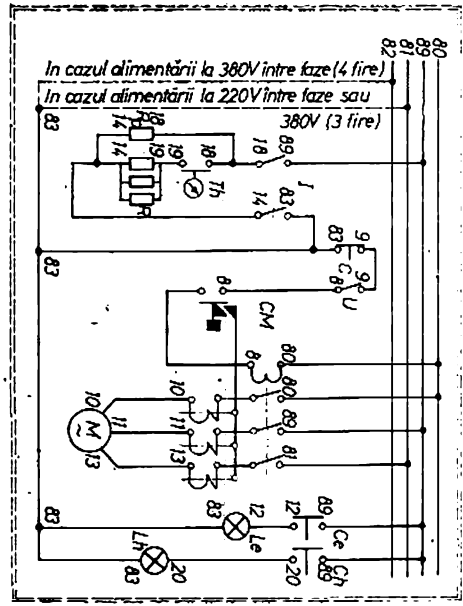 82
81
89
80
In cazul alimentării la 380V între faze (4 fire)
In cazul alimentării la 220V între faze sau
380V (3 fire)
83
R
14
18
14
19
19
18
Th
R
18
89
I
14
83
83
83
9
C
8
9
U
8
CM
8
80
10
10
80
11
11
89
M
~
13
13
81
83
83
12
Le
12
89
Ce
Lh
83
20
20
89
Ch